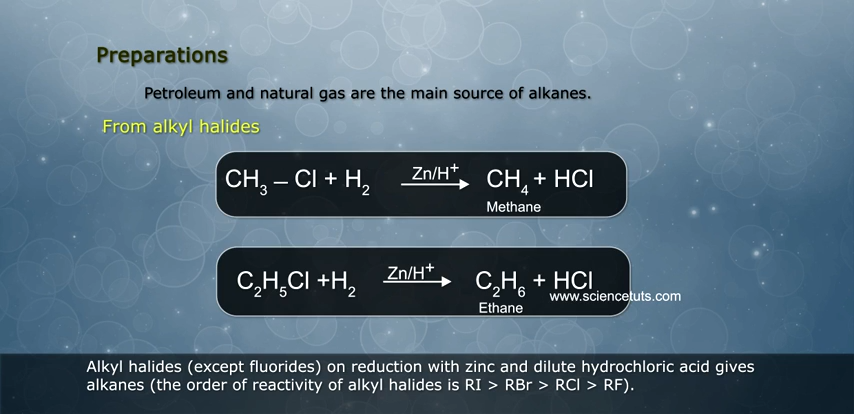 Preparations
Petroleum and natural gas are the main source of alkanes.
From alkyl halides
CH₃ – Cl + H₂ —Zn/H⁺→ CH₄ + HCl
Methane
C₂H₅Cl +H₂ —Zn/H⁺→ C₂H₆ + HCl
www.sciencetuts.com
Ethane
Alkyl halides (except fluorides) on reduction with zinc and dilute hydrochloric acid gives
alkanes (the order of reactivity of alkyl halides is RI > RBr > RCl > RF).